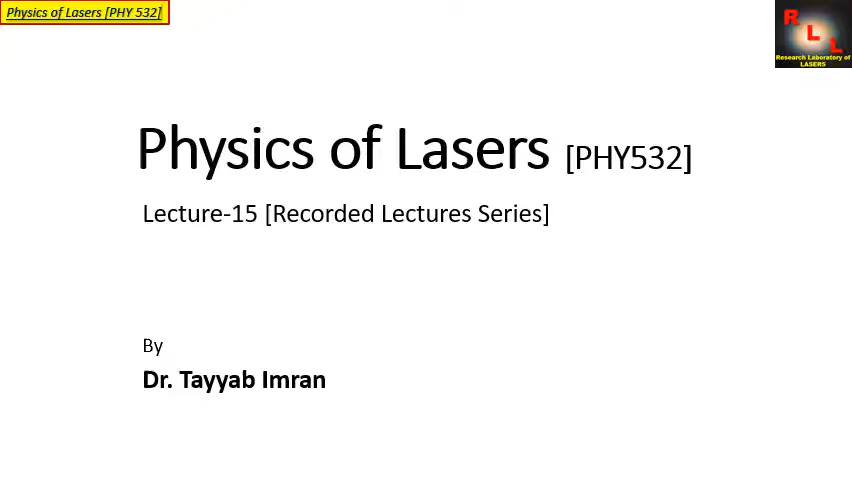 Physics of Lasers [PHY 532]
R
L
L
Research Laboratory of
LASERS
Physics of Lasers [PHY532]
Lecture-15 [Recorded Lectures Series]
By
Dr. Tayyab Imran